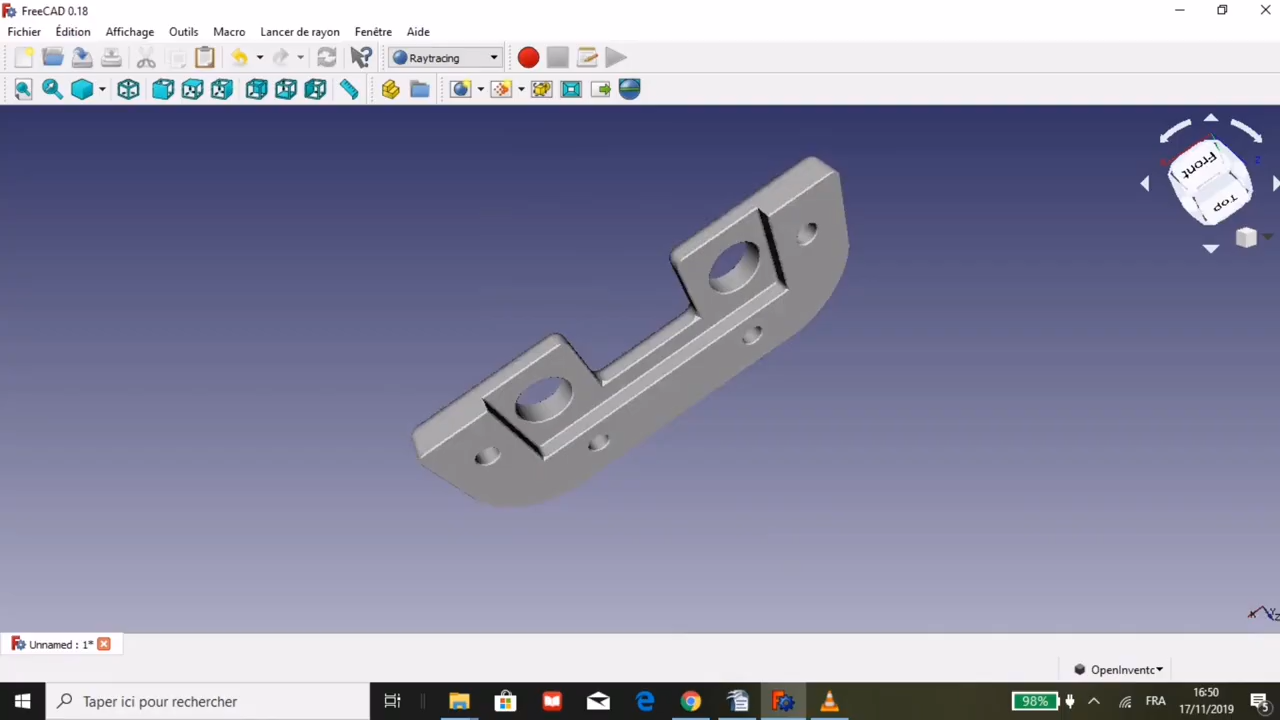 FreeCAD 0.18
Fichier Édition Affichage Outils Macro Lancer de rayon Fenêtre Aide
Raytracing
Front
Top
Z
Unnamed : 1*
OpenInventc
Taper ici pour rechercher
98% FRA 16:50
17/11/2019
5